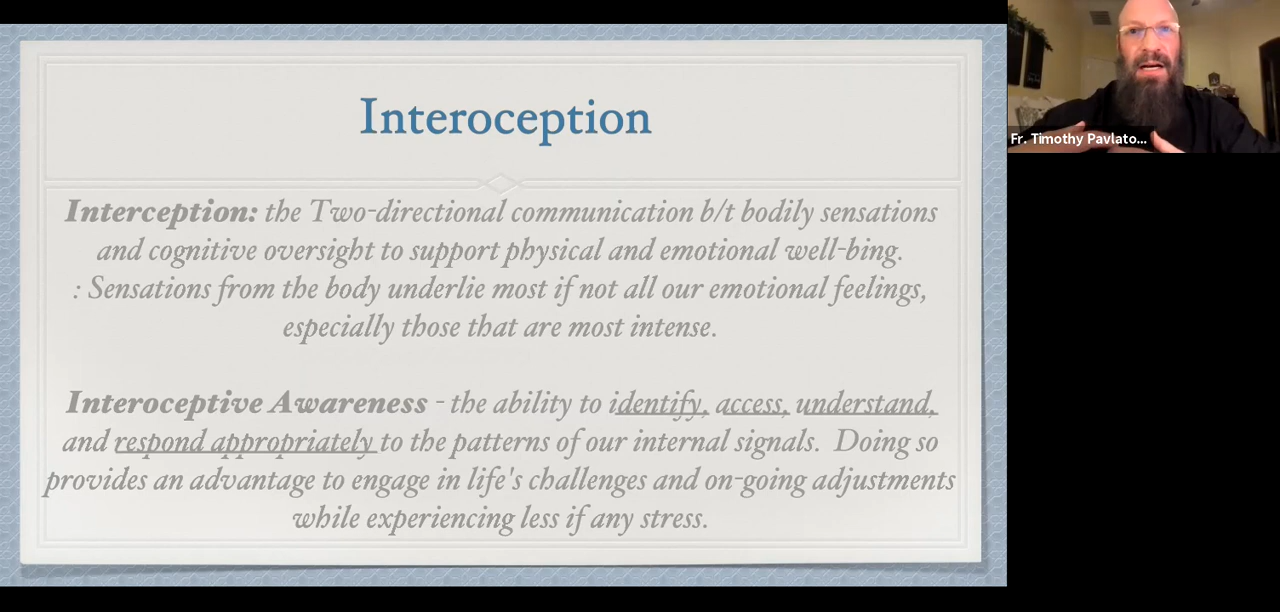 Interoception
Interception: the Two-directional communication b/t bodily sensations
and cognitive oversight to support physical and emotional well-bing.
: Sensations from the body underlie most if not all our emotional feelings,
especially those that are most intense.
Interoceptive Awareness - the ability to identify, access, understand,
and respond appropriately to the patterns of our internal signals.  Doing so
provides an advantage to engage in life's challenges and on-going adjustments
while experiencing less if any stress.
Fr. Timothy Pavlato...